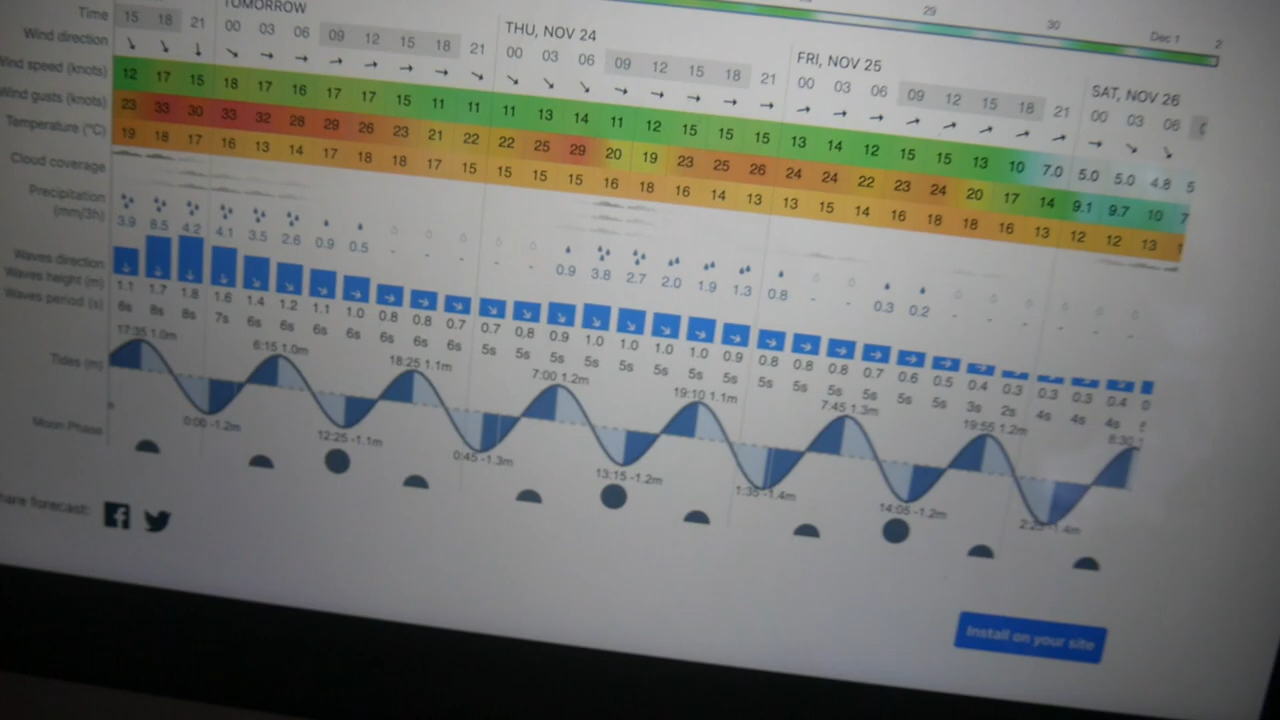 29 30 Dec 1 2
TOMORROW THU, NOV 24 FRI, NOV 25 SAT, NOV 26
Time 15 18 21 00 03 06 09 12 15 18 21 00 03 06 09 12 15 18 21 00 03 06 09 12 15 18 21 00 03 06
Wind direction
Wind speed (knots) 12 17 15 18 17 16 17 17 15 11 11 11 13 14 11 12 15 15 15 13 14 12 15 15 13 10 7.0 5.0 5.0 4.8 5
Wind gusts (knots) 23 33 30 33 32 28 29 26 23 21 22 22 25 29 20 19 23 25 26 24 24 22 23 24 20 17 14 9.1 9.7 10 7
Temperature (°C) 19 18 17 16 13 14 17 18 18 17 15 15 15 15 16 18 16 14 13 13 15 14 16 18 18 16 13 12 12 13
Cloud coverage
Precipitation
(mm/3h) 3.9 8.5 4.2 4.1 3.5 2.6 0.9 0.5 - - - - - 0.9 3.8 2.7 2.0 1.9 1.3 0.8 - - 0.3 0.2 - - - - - -
Waves direction
Waves height (m) 1.1 1.7 1.8 1.6 1.4 1.2 1.1 1.0 0.8 0.8 0.7 0.7 0.8 0.9 1.0 1.0 1.0 1.0 0.9 0.8 0.8 0.8 0.7 0.6 0.5 0.4 0.3 0.3 0.3 0.4 0
Waves period (s) 6s 8s 8s 7s 6s 6s 6s 6s 6s 6s 6s 5s 5s 5s 5s 5s 5s 5s 5s 5s 5s 5s 5s 5s 5s 3s 2s 4s 4s 4s
Tides (m) 17:35 1.0m 6:15 1.0m 18:25 1.1m 7:00 1.2m 19:10 1.1m 7:45 1.3m 19:55 1.2m 8:30
0:00 -1.2m 12:25 -1.1m 0:45 -1.3m 13:15 -1.2m 1:35 -1.4m 14:05 -1.2m
Moon Phase
hare forecast:
Install on your site